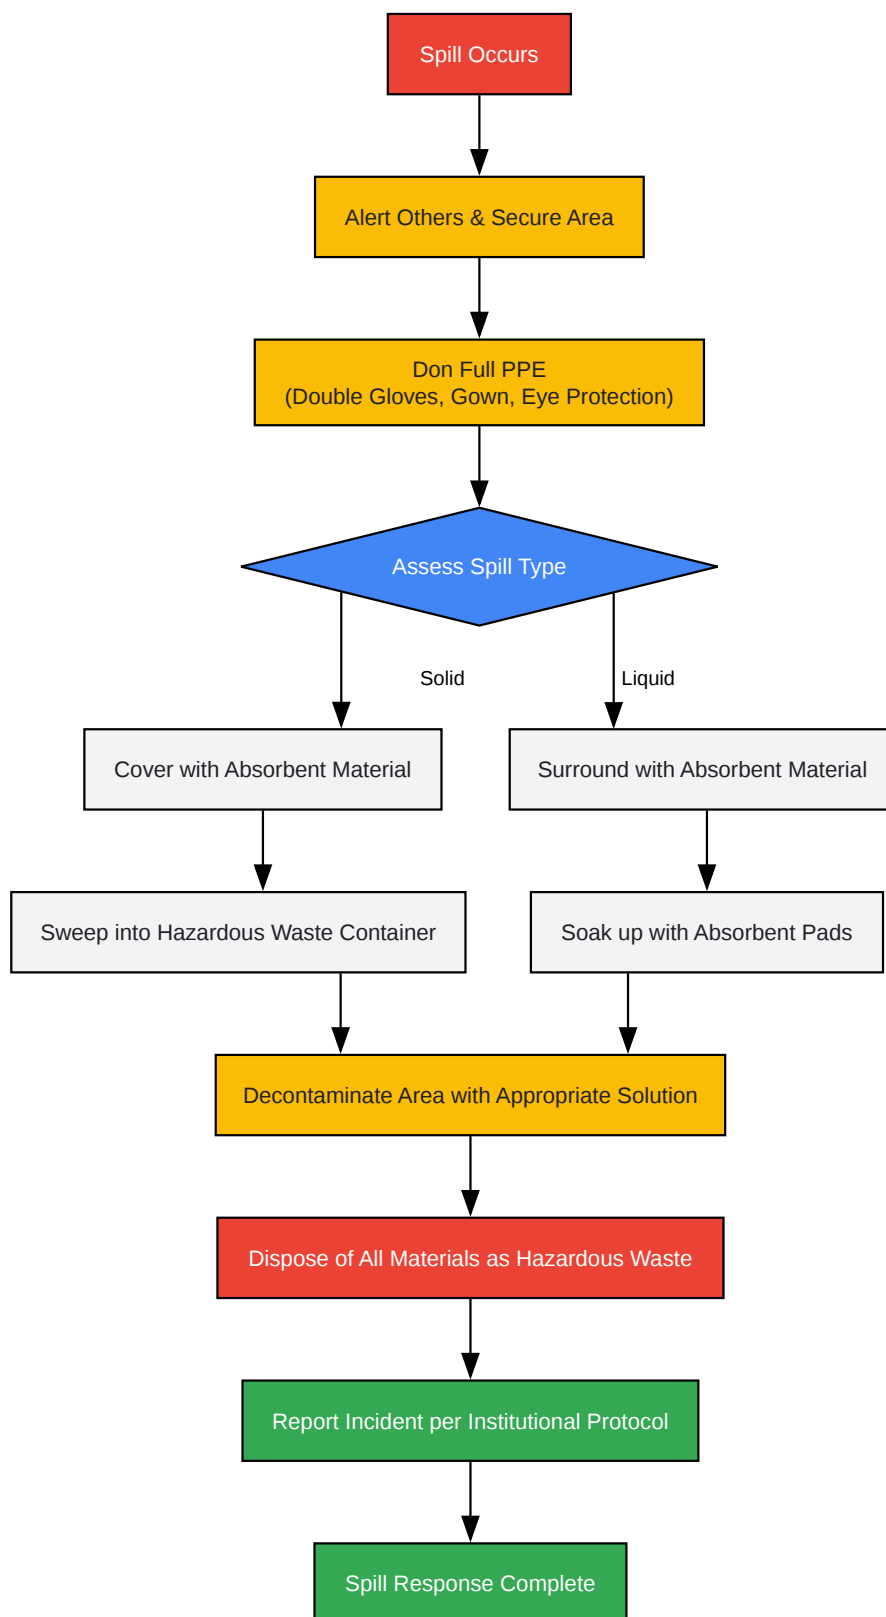 Spill Occurs
Alert Others & Secure Area
Don Full PPE
(Double Gloves, Gown, Eye Protection)
Assess Spill Type
Solid
Liquid
Cover with Absorbent Material
Surround with Absorbent Material
Sweep into Hazardous Waste Container
Soak up with Absorbent Pads
Decontaminate Area with Appropriate Solution
Dispose of All Materials as Hazardous Waste
Report Incident per Institutional Protocol
Spill Response Complete